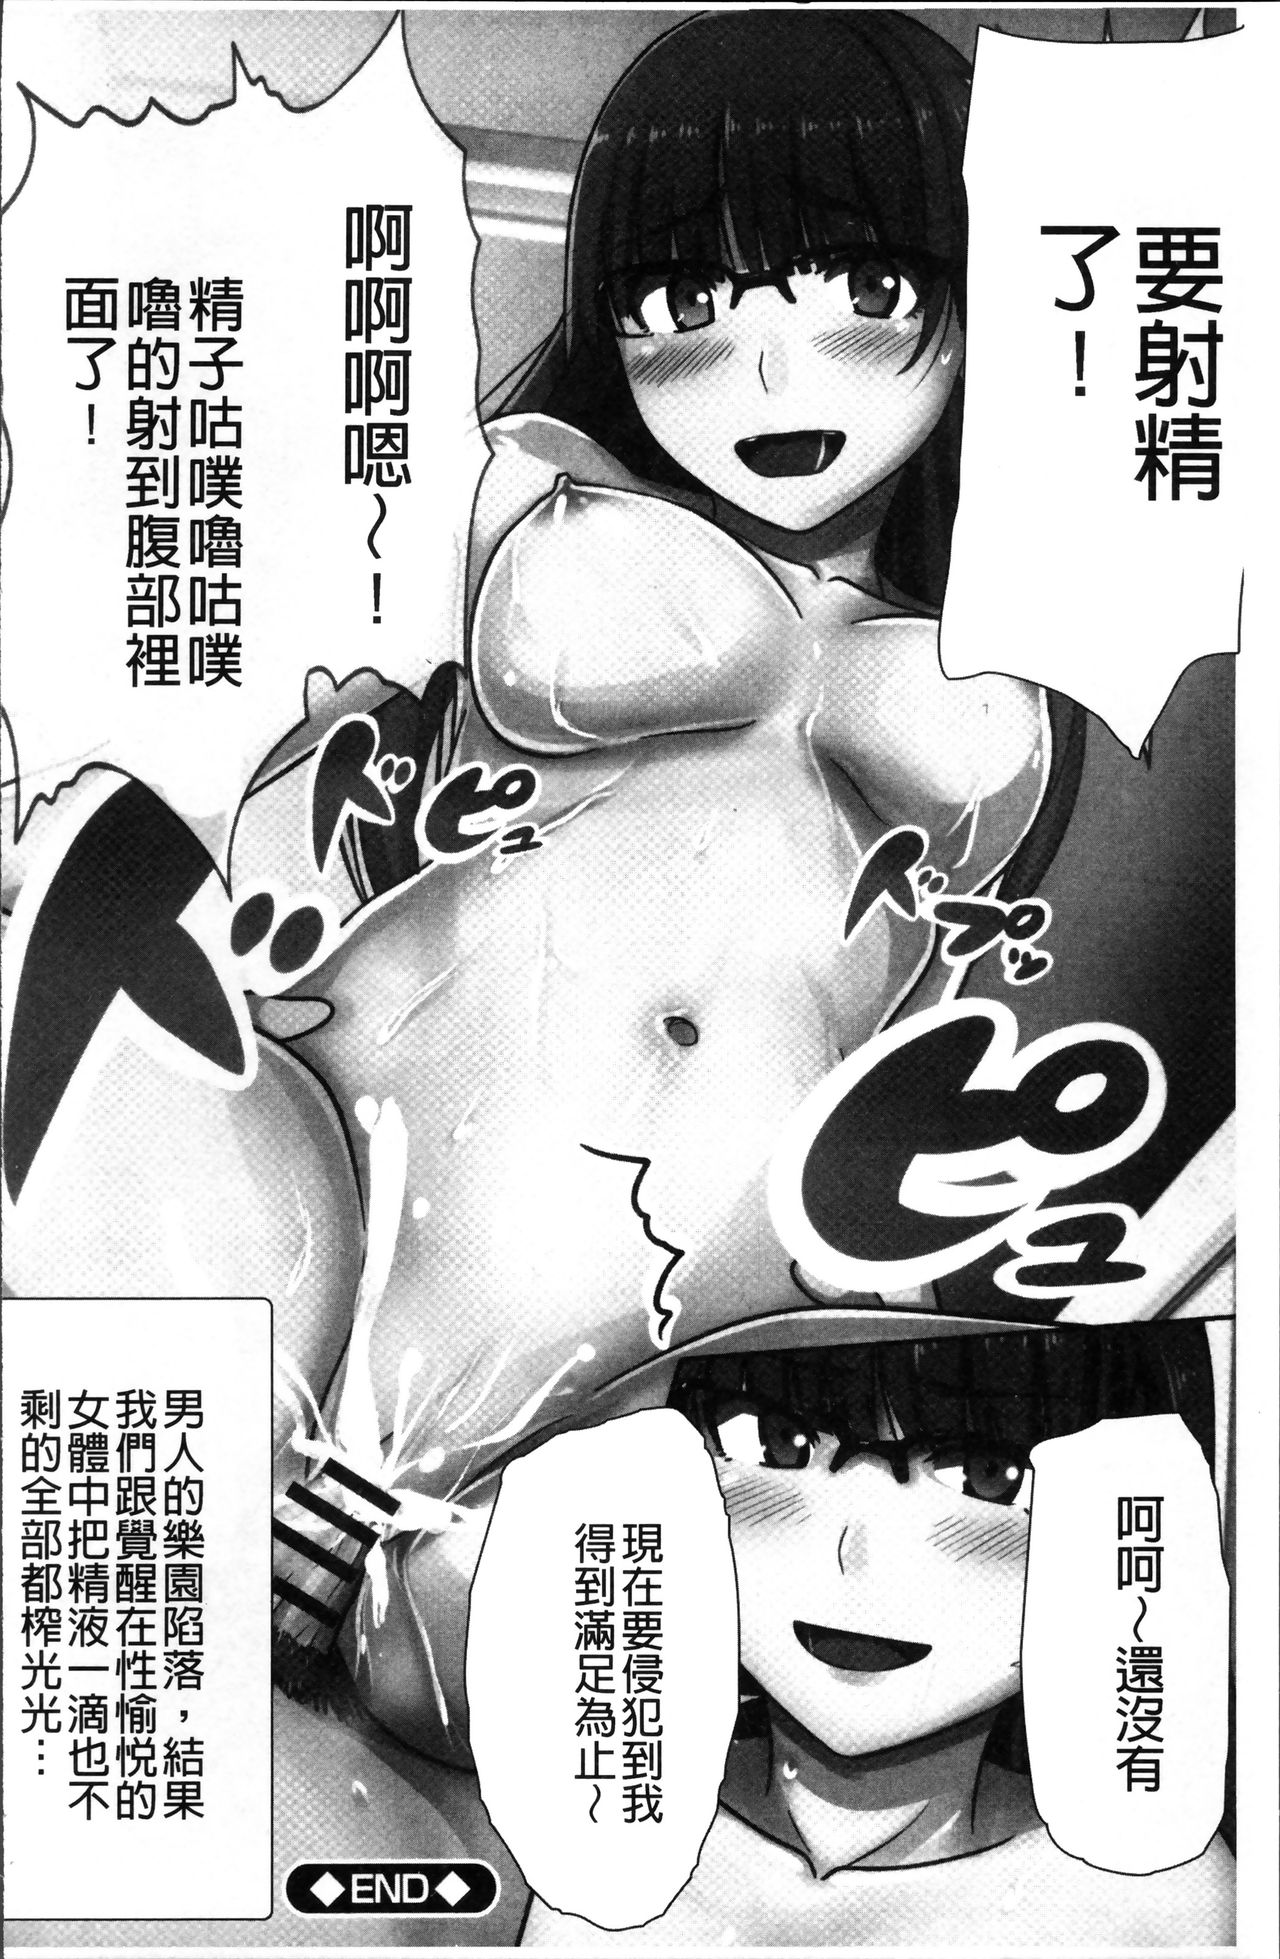 要射精
了！
啊啊啊啊嗯～！
精子咕噗嚕咕噗
嚕的射到腹部裡
面了！
ドピュ
ドプッ
ドピュ
呵呵～還沒有
現在要侵犯到我
得到滿足為止～
男人的樂園陷落，結果
我們跟覺醒在性愉悅的
女體中把精液一滴也不
剩的全部都榨光光…
◆END◆